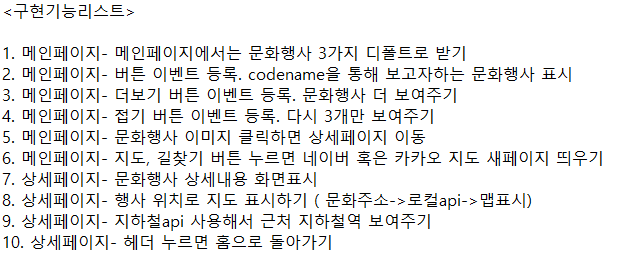 <구현기능리스트>
1. 메인페이지- 메인페이지에서는 문화행사 3가지 디폴트로 받기
2. 메인페이지- 버튼 이벤트 등록. codename을 통해 보고자하는 문화행사 표시
3. 메인페이지- 더보기 버튼 이벤트 등록. 문화행사 더 보여주기
4. 메인페이지- 접기 버튼 이벤트 등록. 다시 3개만 보여주기
5. 메인페이지- 문화행사 이미지 클릭하면 상세페이지 이동
6. 메인페이지- 지도, 길찾기 버튼 누르면 네이버 혹은 카카오 지도 새페이지 띄우기
7. 상세페이지- 문화행사 상세내용 화면표시
8. 상세페이지- 행사 위치로 지도 표시하기 ( 문화주소->로컬api->맵표시)
9. 상세페이지- 지하철api 사용해서 근처 지하철역 보여주기
10. 상세페이지- 헤더 누르면 홈으로 돌아가기